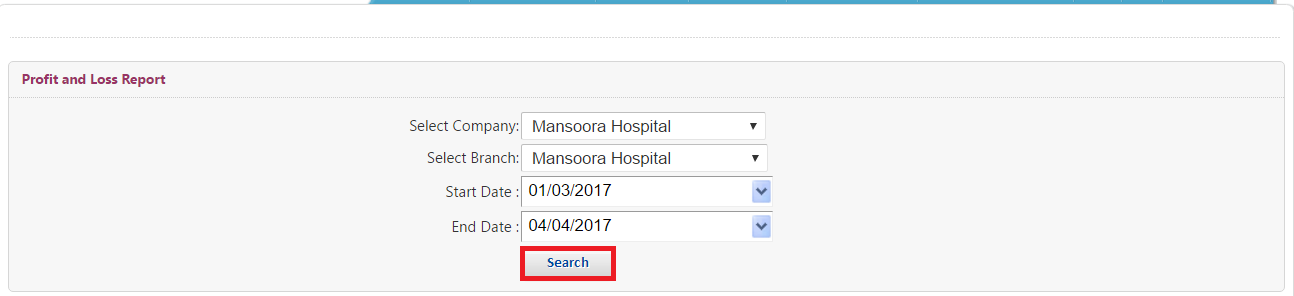 Profit and Loss Report
Select Company: Mansoora Hospital
Select Branch: Mansoora Hospital
Start Date : 01/03/2017
End Date : 04/04/2017
Search